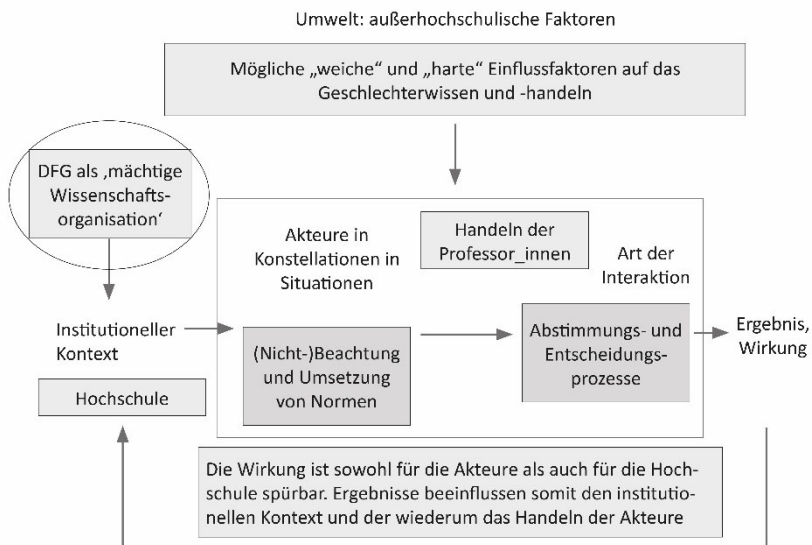 Umwelt: außerhochschulische Faktoren
Mögliche „weiche“ und „harte“ Einflussfaktoren auf das
Geschlechterwissen und -handeln
DFG als ‚mächtige
Wissenschafts-
organisation‘
Akteure in
Konstellationen in
Situationen
Handeln der
Professor_innen
Art der
Interaktion
Institutioneller
Kontext
Hochschule
(Nicht-)Beachtung
und Umsetzung
von Normen
Abstimmungs- und
Entscheidungs-
prozesse
Ergebnis,
Wirkung
Die Wirkung ist sowohl für die Akteure als auch für die Hoch-
schule spürbar. Ergebnisse beeinflussen somit den institutio-
nellen Kontext und der wiederum das Handeln der Akteure